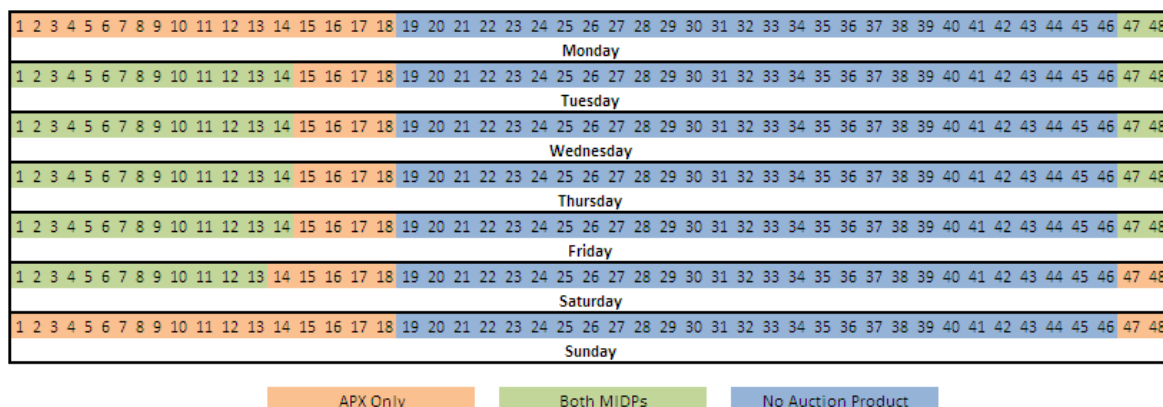 1 2 3 4 5 6 7 8 9 10 11 12 13 14 15 16 17 18 19 20 21 22 23 24 25 26 27 28 29 30 31 32 33 34 35 36 37 38 39 40 41 42 43 44 45 46 47 48
Monday
1 2 3 4 5 6 7 8 9 10 11 12 13 14 15 16 17 18 19 20 21 22 23 24 25 26 27 28 29 30 31 32 33 34 35 36 37 38 39 40 41 42 43 44 45 46 47 48
Tuesday
1 2 3 4 5 6 7 8 9 10 11 12 13 14 15 16 17 18 19 20 21 22 23 24 25 26 27 28 29 30 31 32 33 34 35 36 37 38 39 40 41 42 43 44 45 46 47 48
Wednesday
1 2 3 4 5 6 7 8 9 10 11 12 13 14 15 16 17 18 19 20 21 22 23 24 25 26 27 28 29 30 31 32 33 34 35 36 37 38 39 40 41 42 43 44 45 46 47 48
Thursday
1 2 3 4 5 6 7 8 9 10 11 12 13 14 15 16 17 18 19 20 21 22 23 24 25 26 27 28 29 30 31 32 33 34 35 36 37 38 39 40 41 42 43 44 45 46 47 48
Friday
1 2 3 4 5 6 7 8 9 10 11 12 13 14 15 16 17 18 19 20 21 22 23 24 25 26 27 28 29 30 31 32 33 34 35 36 37 38 39 40 41 42 43 44 45 46 47 48
Saturday
1 2 3 4 5 6 7 8 9 10 11 12 13 14 15 16 17 18 19 20 21 22 23 24 25 26 27 28 29 30 31 32 33 34 35 36 37 38 39 40 41 42 43 44 45 46 47 48
Sunday
APX Only Both MIDPs No Auction Product